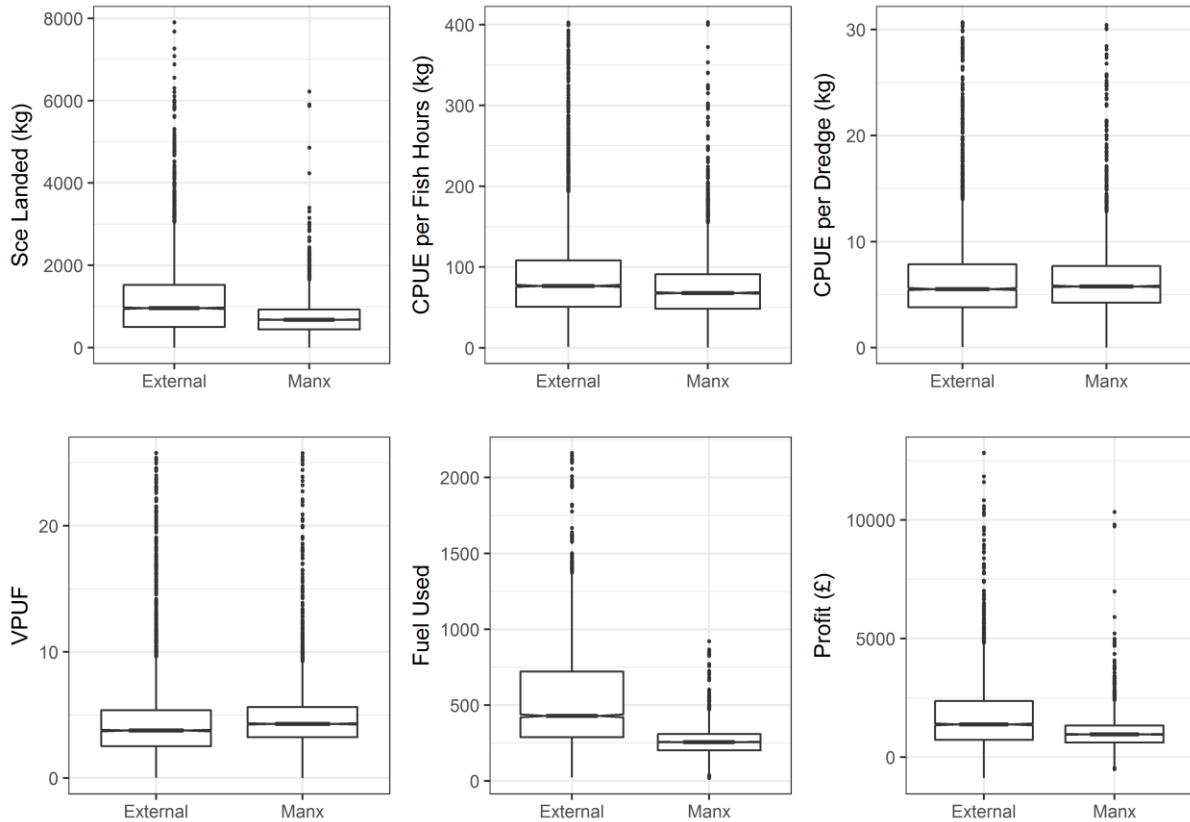 Sce Landed (kg)
8000
6000
4000
2000
0
External Manx
CPUE per Fish Hours (kg)
400
300
200
100
0
External Manx
CPUE per Dredge (kg)
30
20
10
0
External Manx
VPUF
20
10
0
External Manx
Fuel Used
2000
1500
1000
500
0
External Manx
Profit (£)
10000
5000
0
External Manx